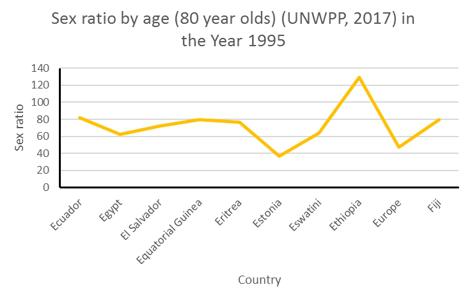 Sex ratio by age (80 year olds) (UNWPP, 2017) in
the Year 1995
140
120
100
80
60
40
20
0
Sex ratio
Ecuador
Egypt
El Salvador
Equatorial Guinea
Eritrea
Estonia
Eswatini
Ethiopia
Europe
Fiji
Country